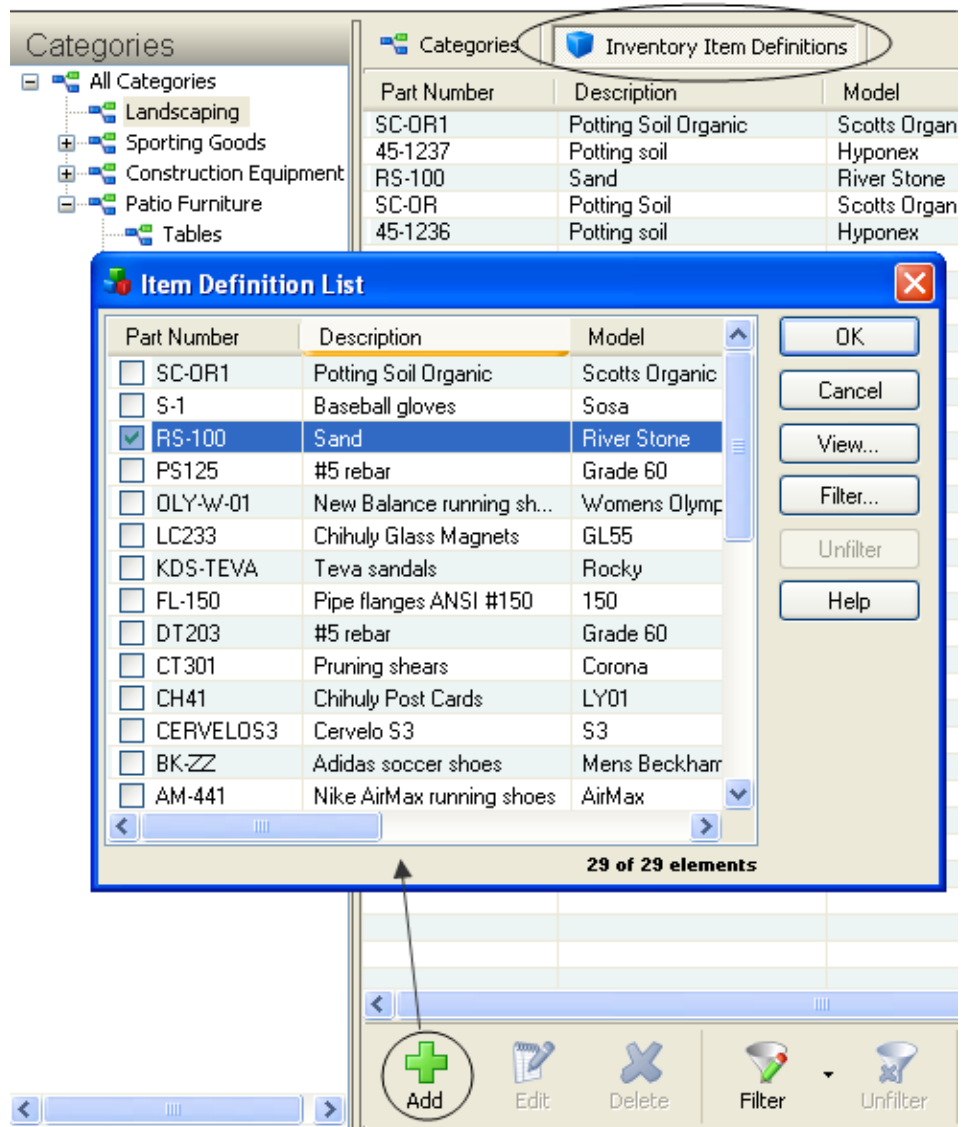 Categories
All Categories
Landscaping
Sporting Goods
Construction Equipment
Patio Furniture
Tables
Categories Inventory Item Definitions
Part Number Description Model
SC-OR1 Potting Soil Organic Scotts Organ
45-1237 Potting soil Hyponex
RS-100 Sand River Stone
SC-OR Potting Soil Scotts Organ
45-1236 Potting soil Hyponex
Item Definition List
Part Number Description Model
SC-OR1 Potting Soil Organic Scotts Organic
S-1 Baseball gloves Sosa
RS-100 Sand River Stone
PS125 #5 rebar Grade 60
OLY-W-01 New Balance running sh... Womens Olymp
LC233 Chihuly Glass Magnets GL55
KDS-TEVA Teva sandals Rocky
FL-150 Pipe flanges ANSI #150 150
DT203 #5 rebar Grade 60
CT301 Pruning shears Corona
CH41 Chihuly Post Cards LY01
CERVELOS3 Cervelo S3 S3
BK-ZZ Adidas soccer shoes Mens Beckham
AM-441 Nike AirMax running shoes AirMax
29 of 29 elements
OK
Cancel
View...
Filter...
Unfilter
Help
Add Edit Delete Filter Unfilter